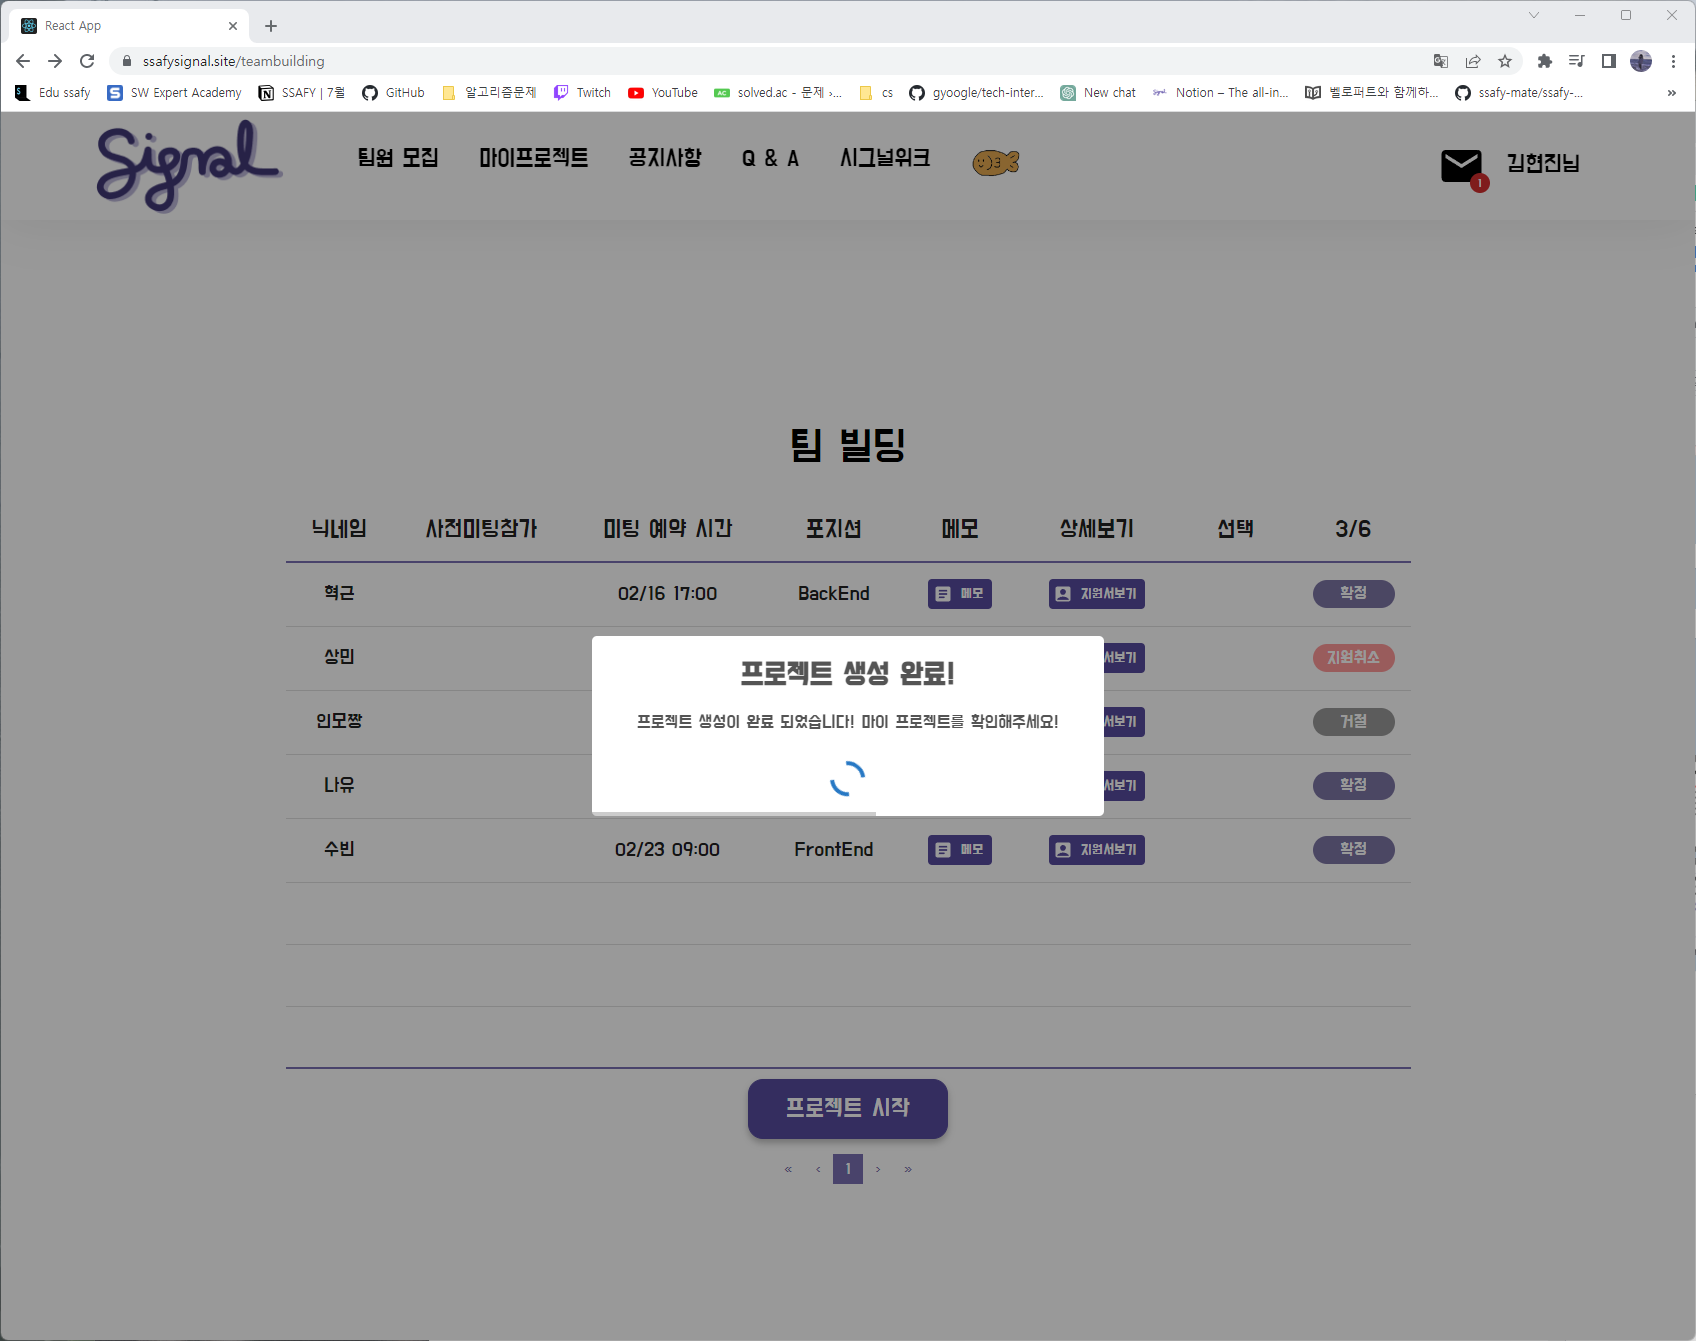 React App
ssafysignal.site/teambuilding
Edu ssafy
SW Expert Academy
SSAFY | 7월
GitHub
알고리즘문제
Twitch
YouTube
solved.ac - 문제 ›...
cs
gyoogle/tech-inter...
New chat
Notion – The all-in...
벨로퍼트와 함께하...
ssafy-mate/ssafy-...
»
Signal
팀원 모집
마이프로젝트
공지사항
Q & A
시그널위크
1
김현진님
팀 빌딩
닉네임 사전미팅참가 미팅 예약 시간 포지션 메모 상세보기 선택 3/6
혁근 02/16 17:00 BackEnd 메모 지원서보기 확정
상민 서보기 지원취소
인모짱 서보기 거절
나유 서보기 확정
수빈 02/23 09:00 FrontEnd 메모 지원서보기 확정
프로젝트 생성 완료!
프로젝트 생성이 완료 되었습니다! 마이 프로젝트를 확인해주세요!
프로젝트 시작
« ‹ 1 › »